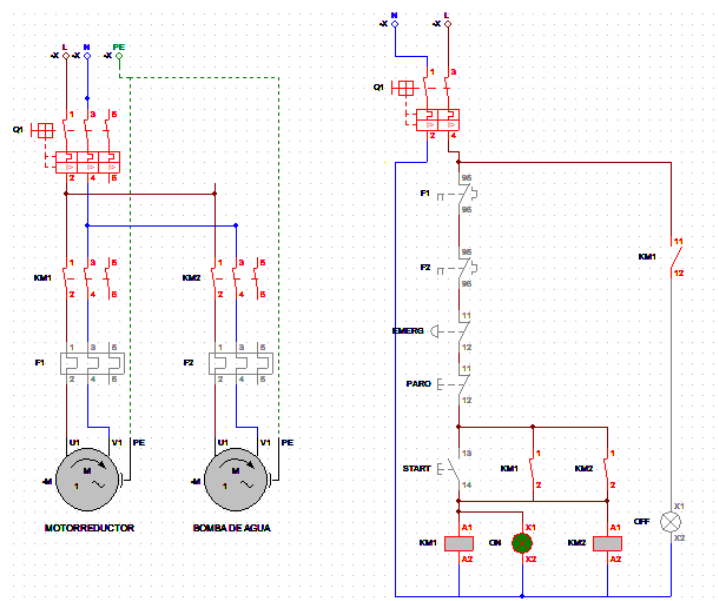 L N PE
-X -X -X
Q1
1 3 5
2 4 6
KM1
1 3 5
2 4 6
KM2
1 3 5
2 4 6
F1
1 3 5
2 4 6
F2
1 3 5
2 4 6
U1 V1 PE
-M
M
1
MOTORREDUCTOR
U1 V1 PE
-M
M
1
BOMBA DE AGUA
N L
-X -X
Q1
1 3
2 4
F1
95
96
F2
95
96
EMERG
11
12
PARO
11
12
KM1
11
12
START
13
14
KM1
1
2
KM2
1
2
KM1
A1
A2
ON
X1
X2
KM2
A1
A2
OFF
X1
X2